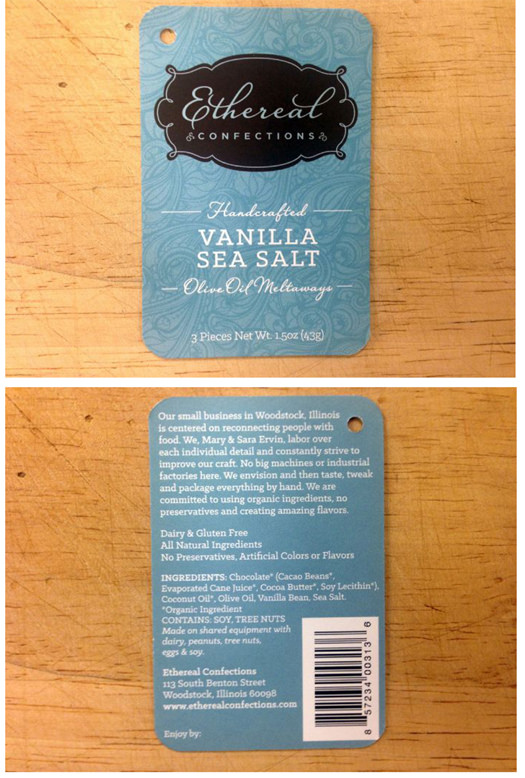 Ethereal
CONFECTIONS
Handcrafted
VANILLA
SEA SALT
Olive Oil Meltaways
3 Pieces Net Wt. 1.5oz (43g)
Our small business in Woodstock, Illinois
is centered on reconnecting people with
food. We, Mary & Sara Ervin, labor over
each individual detail and constantly strive to
improve our craft. No big machines or industrial
factories here. We envision and then taste, tweak
and package everything by hand. We are
committed to using organic ingredients, no
preservatives and creating amazing flavors.
Dairy & Gluten Free
All Natural Ingredients
No Preservatives, Artificial Colors or Flavors
INGREDIENTS: Chocolate* (Cacao Beans*,
Evaporated Cane Juice*, Cocoa Butter*, Soy Lecithin*),
Coconut Oil*, Olive Oil, Vanilla Bean, Sea Salt.
*Organic Ingredient
CONTAINS: SOY, TREE NUTS
Made on shared equipment with
dairy, peanuts, tree nuts,
eggs & soy.
Ethereal Confections
113 South Benton Street
Woodstock, Illinois 60098
www.etherealconfections.com
Enjoy by:
8 57234 00313 6